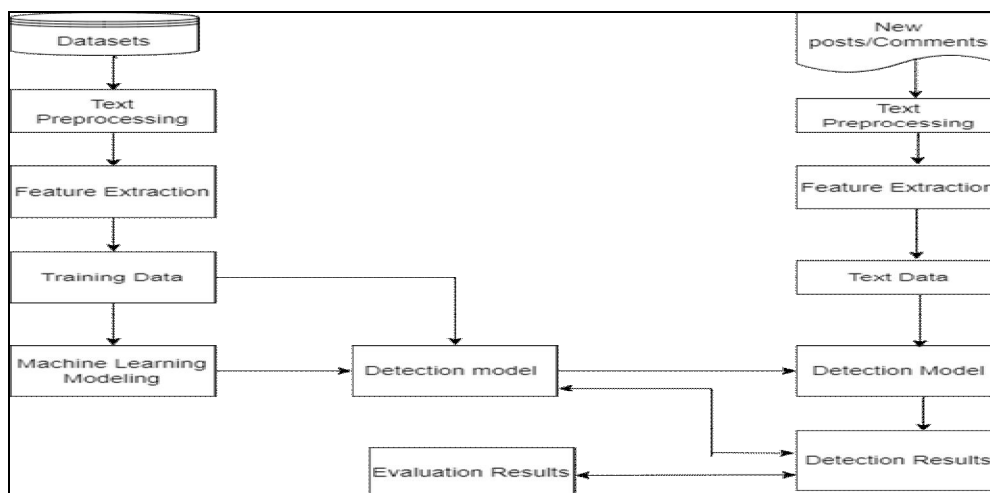 Datasets
Text
Preprocessing
Feature Extraction
Training Data
Machine Learning
Modeling
Detection model
Evaluation Results
New
posts/Comments
Text
Preprocessing
Feature Extraction
Text Data
Detection Model
Detection Results